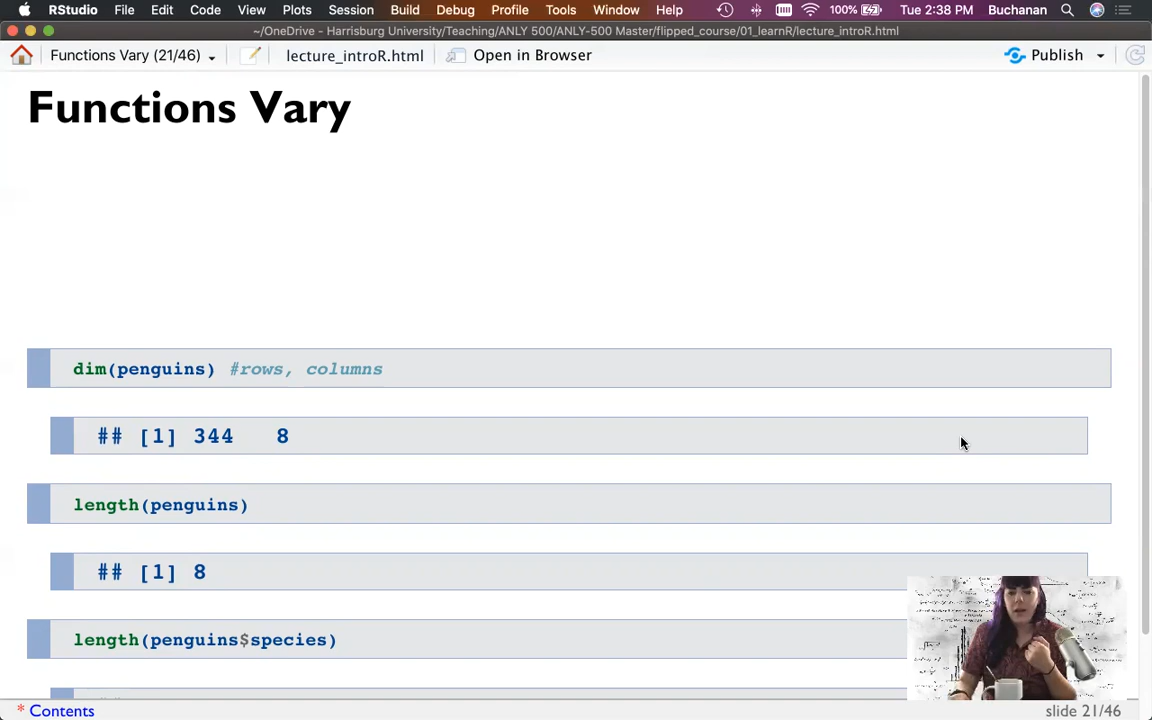 RStudio File Edit Code View Plots Session Build Debug Profile Tools Window Help 100% Tue 2:38 PM Buchanan
~/OneDrive - Harrisburg University/Teaching/ANLY 500/ANLY-500 Master/flipped_course/01_learnR/lecture_introR.html
Functions Vary (21/46) lecture_introR.html Open in Browser Publish
Functions Vary
dim(penguins) #rows, columns
## [1] 344 8
length(penguins)
## [1] 8
length(penguins$species)
* Contents slide 21/46